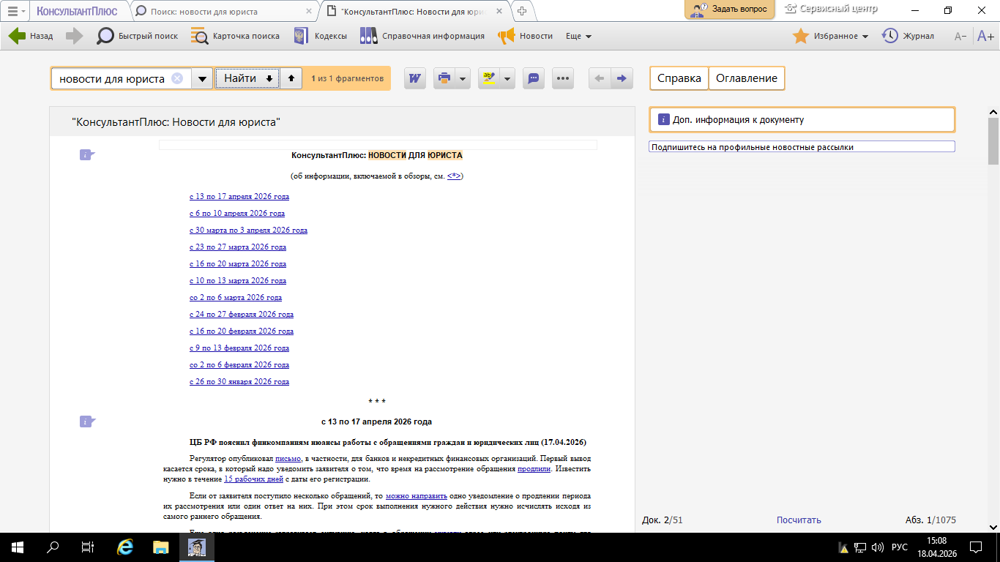 КонсультантПлюс
Поиск: новости для юриста
"КонсультантПлюс: Новости для юри
Задать вопрос
Сервисный центр
Назад
Быстрый поиск
Карточка поиска
Кодексы
Справочная информация
Новости
Еще
Избранное
Журнал
A−
A+
новости для юриста
Найти
1 из 1 фрагментов
W
aby
Справка
Оглавление
"КонсультантПлюс: Новости для юриста"
i Доп. информация к документу
Подпишитесь на профильные новостные рассылки
i
КонсультантПлюс: НОВОСТИ ДЛЯ ЮРИСТА
(об информации, включаемой в обзоры, см. <*>)
с 13 по 17 апреля 2026 года
с 6 по 10 апреля 2026 года
с 30 марта по 3 апреля 2026 года
с 23 по 27 марта 2026 года
с 16 по 20 марта 2026 года
с 10 по 13 марта 2026 года
со 2 по 6 марта 2026 года
с 24 по 27 февраля 2026 года
с 16 по 20 февраля 2026 года
с 9 по 13 февраля 2026 года
со 2 по 6 февраля 2026 года
с 26 по 30 января 2026 года
* * *
i
с 13 по 17 апреля 2026 года
ЦБ РФ пояснил финкомпаниям нюансы работы с обращениями граждан и юридических лиц (17.04.2026)
Регулятор опубликовал письмо, в частности, для банков и некредитных финансовых организаций. Первый вывод
касается срока, в который надо уведомить заявителя о том, что время на рассмотрение обращения продлили. Известить
нужно в течение 15 рабочих дней с даты его регистрации.
Если от заявителя поступило несколько обращений, то можно направить одно уведомление о продлении периода
их рассмотрения или один ответ на них. При этом срок выполнения нужного действия нужно исчислять исходя из
самого раннего обращения.
Док. 2/51
Посчитать
Абз. 1/1075
РУС
15:08
18.04.2026